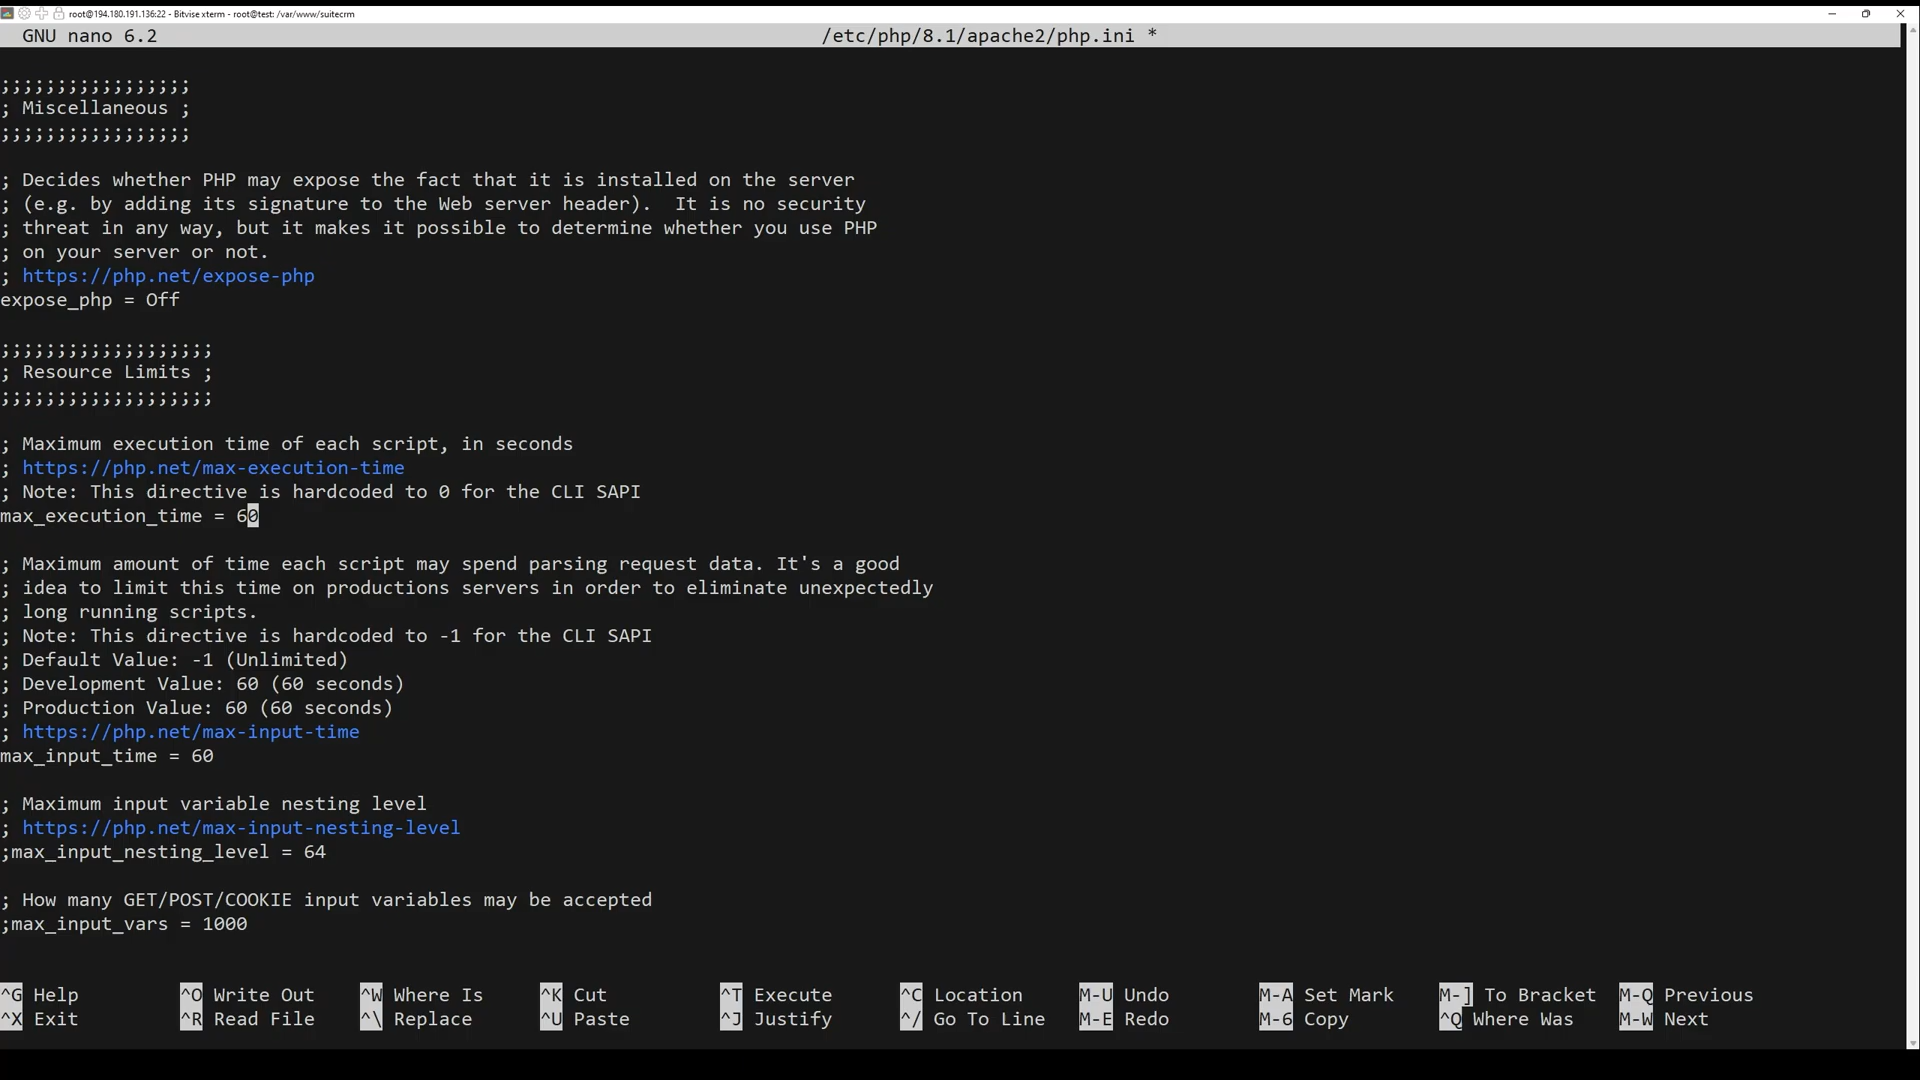 root@194.180.191.136:22 - Bitvise xterm - root@test: /var/www/suitecrm
GNU nano 6.2 /etc/php/8.1/apache2/php.ini *
;;;;;;;;;;;;;;;;;
; Miscellaneous ;
;;;;;;;;;;;;;;;;;
; Decides whether PHP may expose the fact that it is installed on the server
; (e.g. by adding its signature to the Web server header).  It is no security
; threat in any way, but it makes it possible to determine whether you use PHP
; on your server or not.
; https://php.net/expose-php
expose_php = Off
;;;;;;;;;;;;;;;;;;;
; Resource Limits ;
;;;;;;;;;;;;;;;;;;;
; Maximum execution time of each script, in seconds
; https://php.net/max-execution-time
; Note: This directive is hardcoded to 0 for the CLI SAPI
max_execution_time = 60
; Maximum amount of time each script may spend parsing request data. It's a good
; idea to limit this time on productions servers in order to eliminate unexpectedly
; long running scripts.
; Note: This directive is hardcoded to -1 for the CLI SAPI
; Default Value: -1 (Unlimited)
; Development Value: 60 (60 seconds)
; Production Value: 60 (60 seconds)
; https://php.net/max-input-time
max_input_time = 60
; Maximum input variable nesting level
; https://php.net/max-input-nesting-level
;max_input_nesting_level = 64
; How many GET/POST/COOKIE input variables may be accepted
;max_input_vars = 1000
^G Help ^O Write Out ^W Where Is ^K Cut ^T Execute ^C Location M-U Undo M-A Set Mark M-] To Bracket M-Q Previous
^X Exit ^R Read File ^\ Replace ^U Paste ^J Justify ^/ Go To Line M-E Redo M-6 Copy ^Q Where Was M-W Next